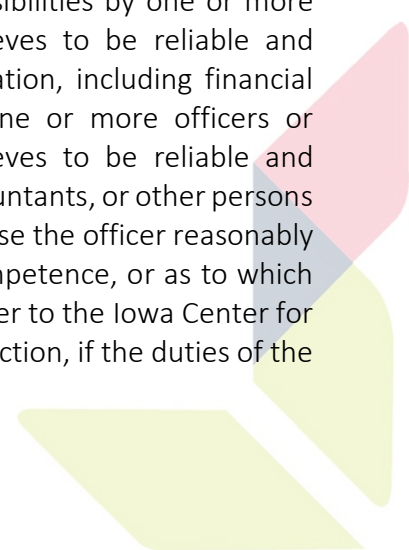 sibilities by one or more
eves to be reliable and
ation, including financial
ne or more officers or
eves to be reliable and
untants, or other persons
se the officer reasonably
npetence, or as to which
er to the Iowa Center for
ction, if the duties of the